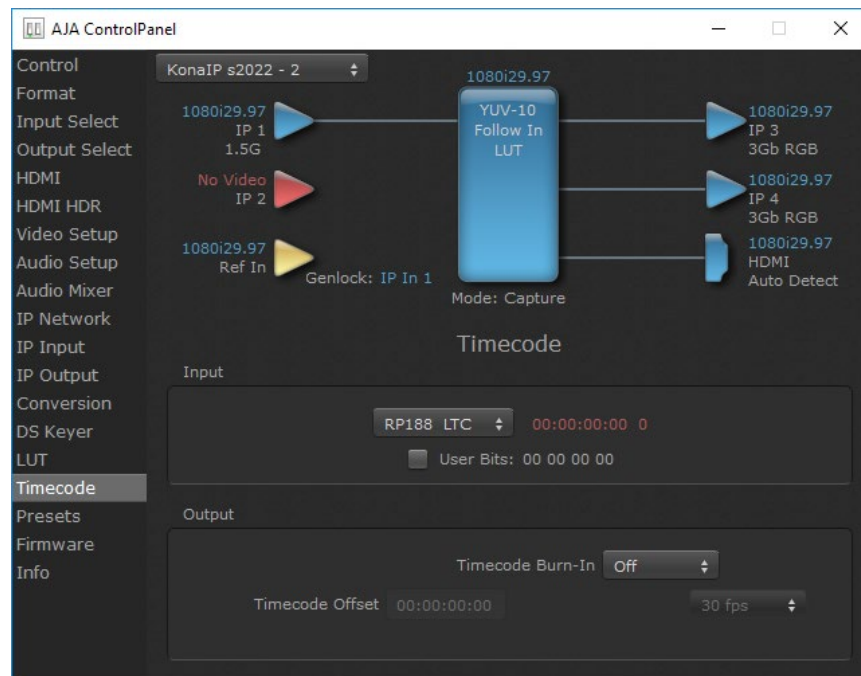 AJA ControlPanel
Control
Format
Input Select
Output Select
HDMI
HDMI HDR
Video Setup
Audio Setup
Audio Mixer
IP Network
IP Input
IP Output
Conversion
DS Keyer
LUT
Timecode
Presets
Firmware
Info
KonaIP s2022 - 2
1080i29.97
IP 1
1.5G
No Video
IP 2
1080i29.97
Ref In
Genlock: IP In 1
1080i29.97
YUV-10
Follow In
LUT
Mode: Capture
1080i29.97
IP 3
3Gb RGB
1080i29.97
IP 4
3Gb RGB
1080i29.97
HDMI
Auto Detect
Timecode
Input
RP188 LTC 00:00:00:00 0
User Bits: 00 00 00 00
Output
Timecode Burn-In Off
Timecode Offset 00:00:00:00 30 fps